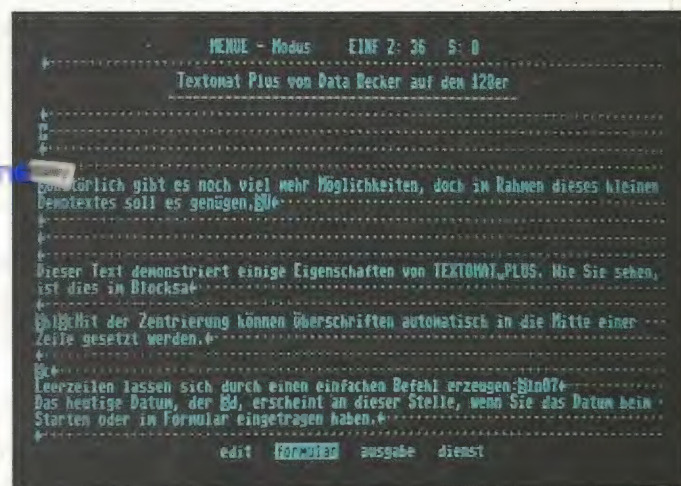 MENUE - Modus EINF Z: 36 S: 0
Textomat Plus von Data Becker auf dem 128er
türlich gibt es noch viel mehr Möglichkeiten, doch im Rahmen dieses kleinen
Demotextes soll es genügen.
Dieser Text demonstriert einige Eigenschaften von TEXTOMAT_PLUS. Wie Sie sehen,
ist dies im Blocksa
Mit der Zentrierung können Überschriften automatisch in die Mitte einer
Zeile gesetzt werden.
c
Leerzeilen lassen sich durch einen einfachen Befehl erzeugen:
Das heutige Datum, der d, erscheint an dieser Stelle, wenn Sie das Datum beim
Starten oder im Formular eingetragen haben.
edit formular ausgabe dienst